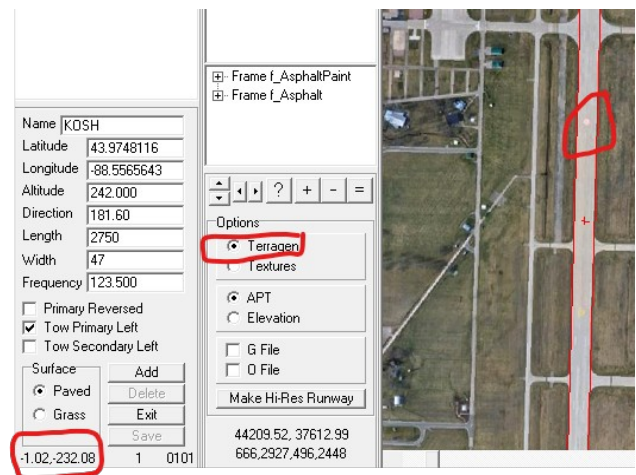 Frame f_AsphaltPaint
Frame f_Asphalt
Name KOSH
Latitude 43.9748116
Longitude -88.5565643
Altitude 242.000
Direction 181.60
Length 2750
Width 47
Frequency 123.500
Primary Reversed
Tow Primary Left
Tow Secondary Left
Surface
Paved
Grass
Add
Delete
Exit
Save
-1.02,-232.08 1 0101
? + - =
Options
Terragen
Textures
APT
Elevation
G File
O File
Make Hi-Res Runway
44209.52, 37612.99
666,2927,496,2448